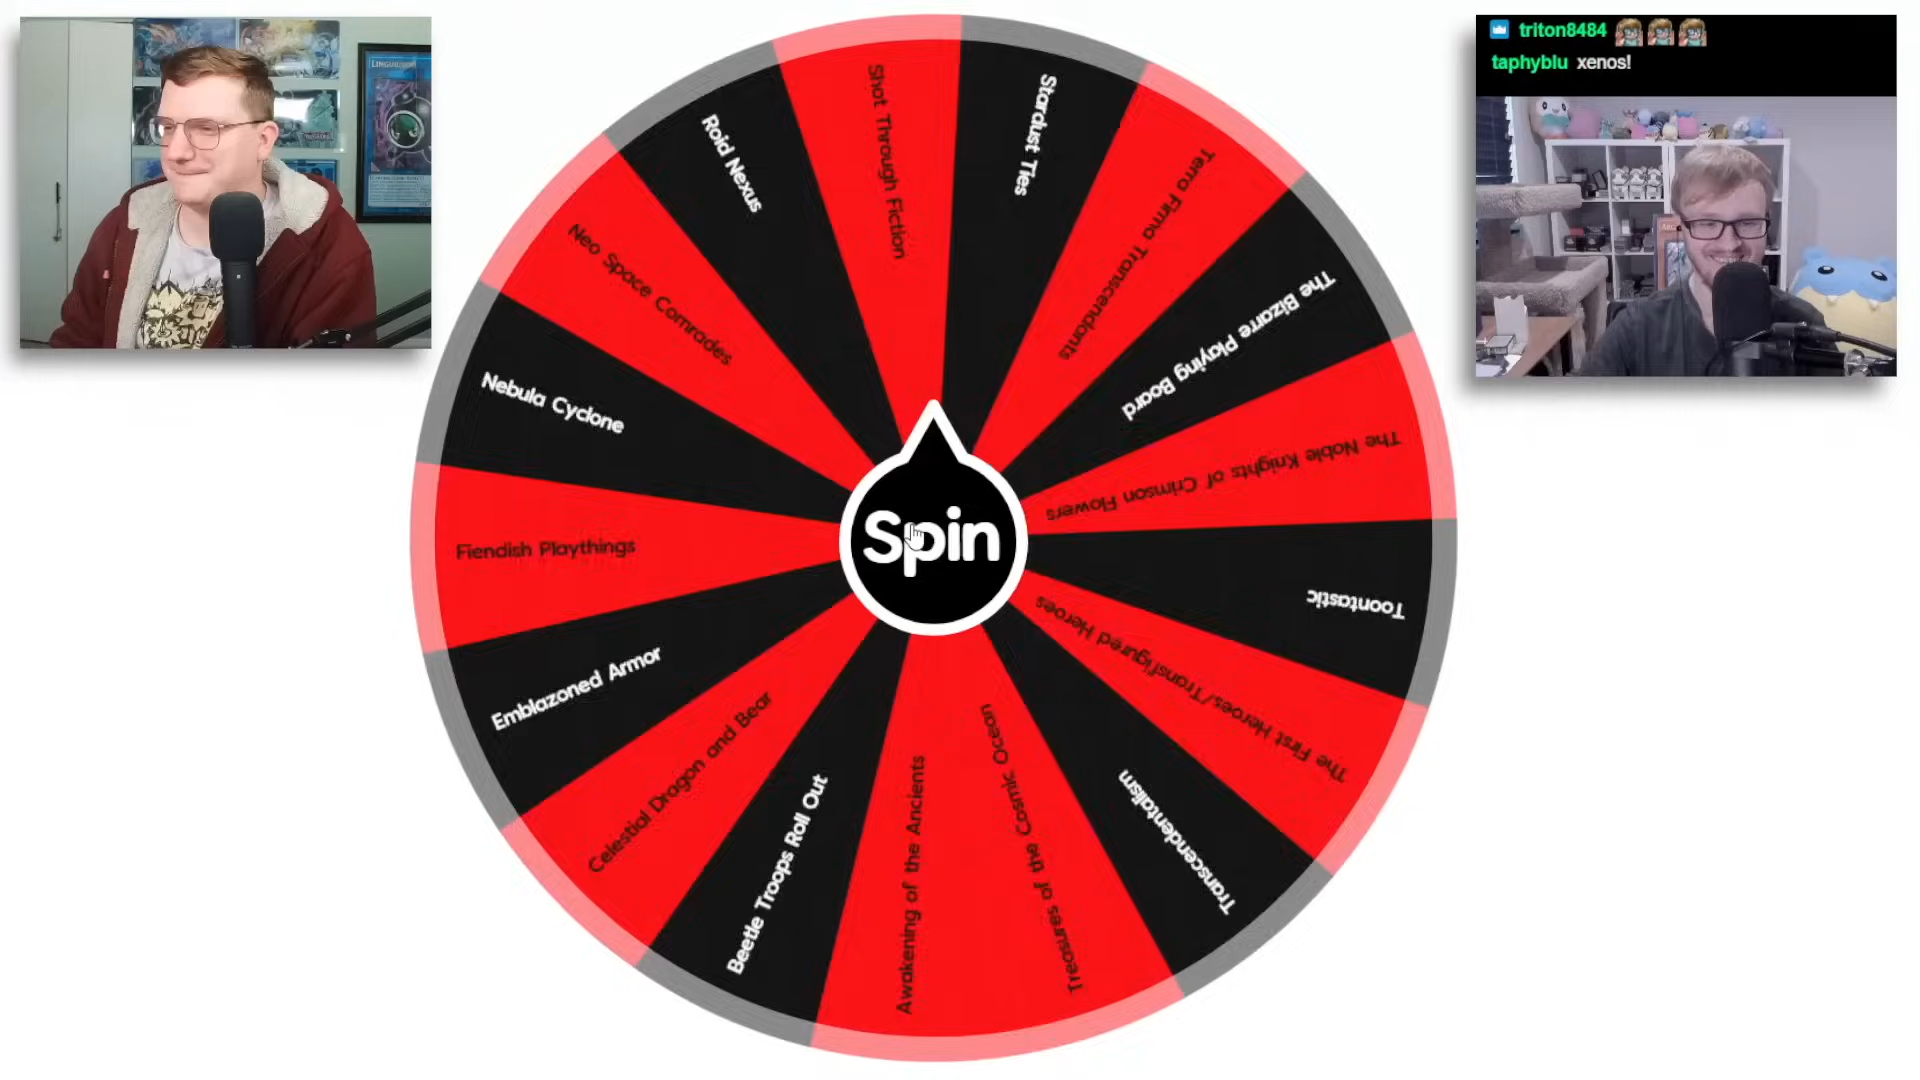 triton8484
taphyblu xenos!
Shot Through Fiction
Stardust Ties
Terra Firma Transcendants
The Bizarre Playing Board
The Noble Knights of Crimson Flowers
Toontastic
The First Heroes/Transfigured Heroes
Transcendentalism
Treasures of the Cosmic Ocean
Awakening of the Ancients
Beetle Troops Roll Out
Celestial Dragon and Bear
Emblazoned Armor
Fiendish Playthings
Nebula Cyclone
Neo Space Comrades
Roid Nexus
Spin